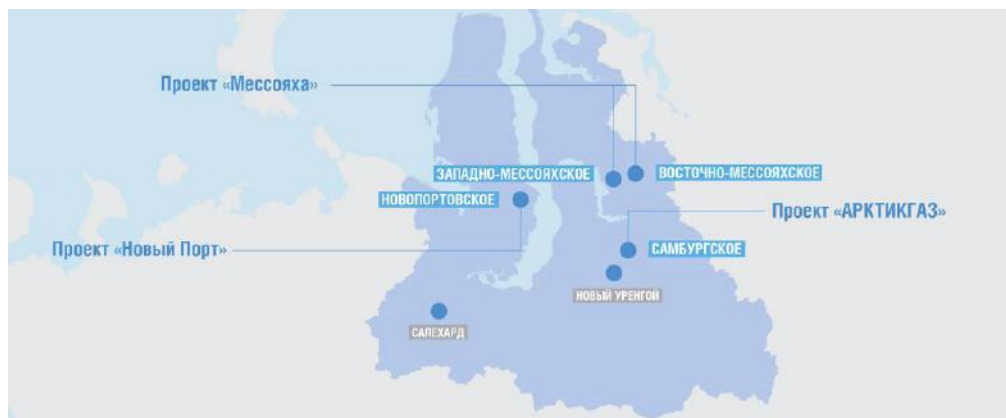 Проект «Мессояха»
ЗАПАДНО-МЕССОЯХСКОЕ
ВОСТОЧНО-МЕССОЯХСКОЕ
НОВОПОРТОВСКОЕ
Проект «АРКТИКГАЗ»
Проект «Новый Порт»
САМБУРГСКОЕ
НОВЫЙ УРЕНГОЙ
САЛЕХАРД